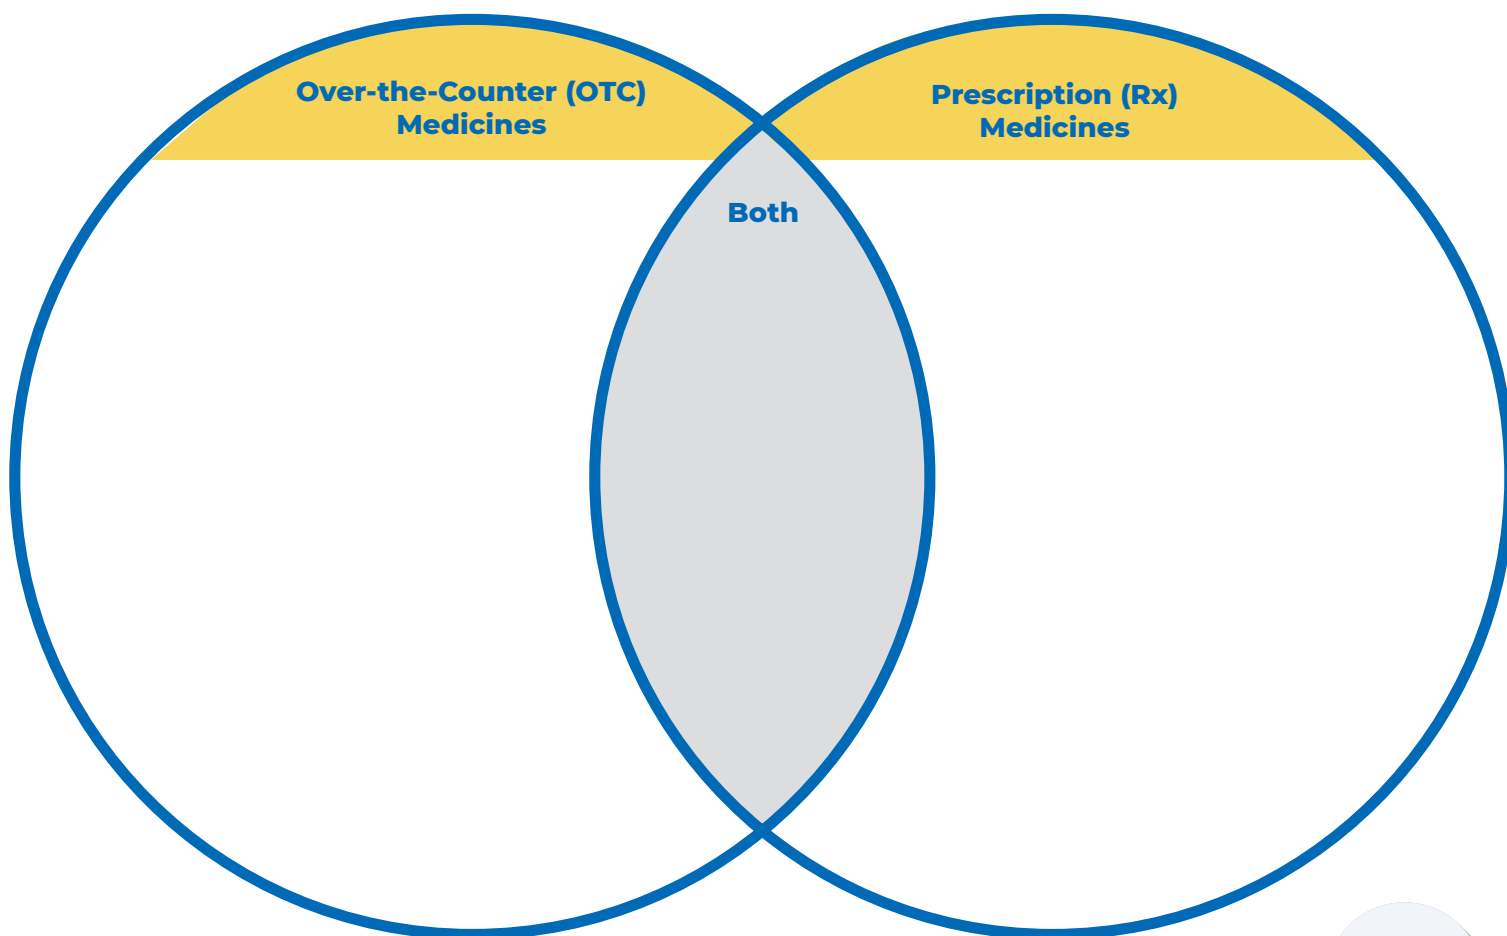 Over-the-Counter (OTC)
Medicines
Prescription (Rx)
Medicines
Both